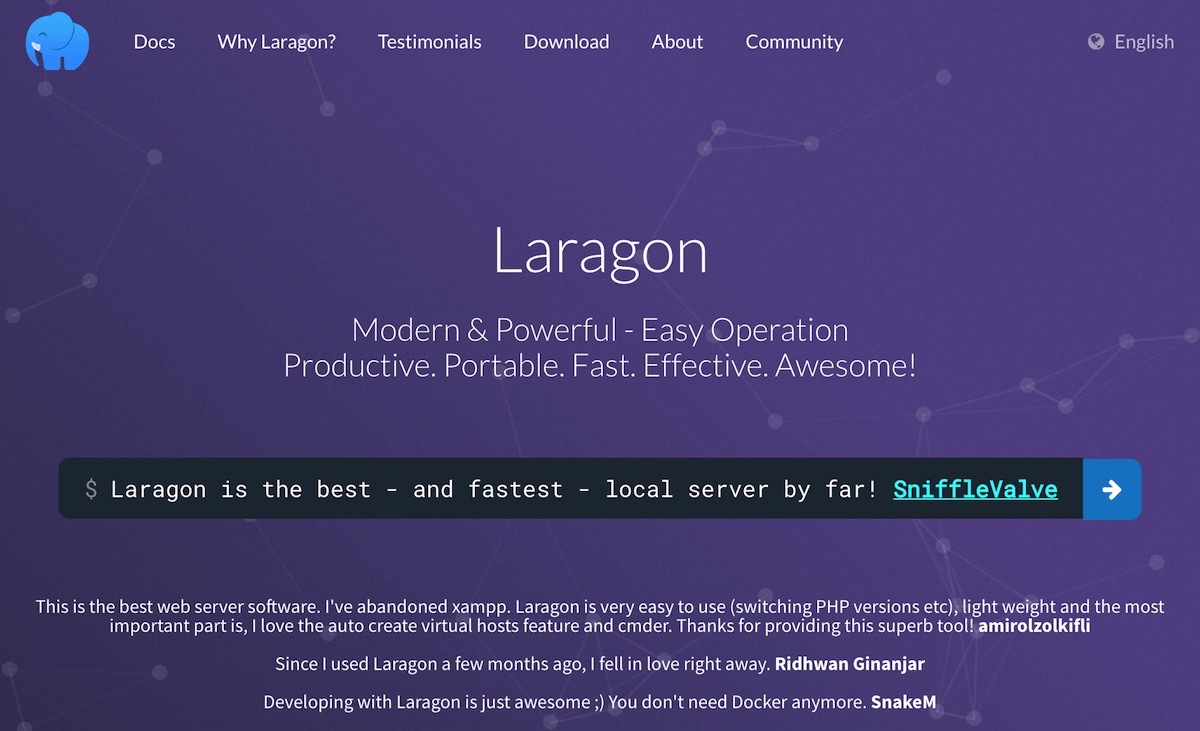 Docs Why Laragon? Testimonials Download About Community English
Laragon
Modern & Powerful - Easy Operation
Productive. Portable. Fast. Effective. Awesome!
$ Laragon is the best - and fastest - local server by far! SniffleValve
This is the best web server software. I've abandoned xampp. Laragon is very easy to use (switching PHP versions etc), light weight and the most
important part is, I love the auto create virtual hosts feature and cmder. Thanks for providing this superb tool! amirolzolkifli
Since I used Laragon a few months ago, I fell in love right away. Ridhwan Ginanjar
Developing with Laragon is just awesome ;) You don't need Docker anymore. SnakeM